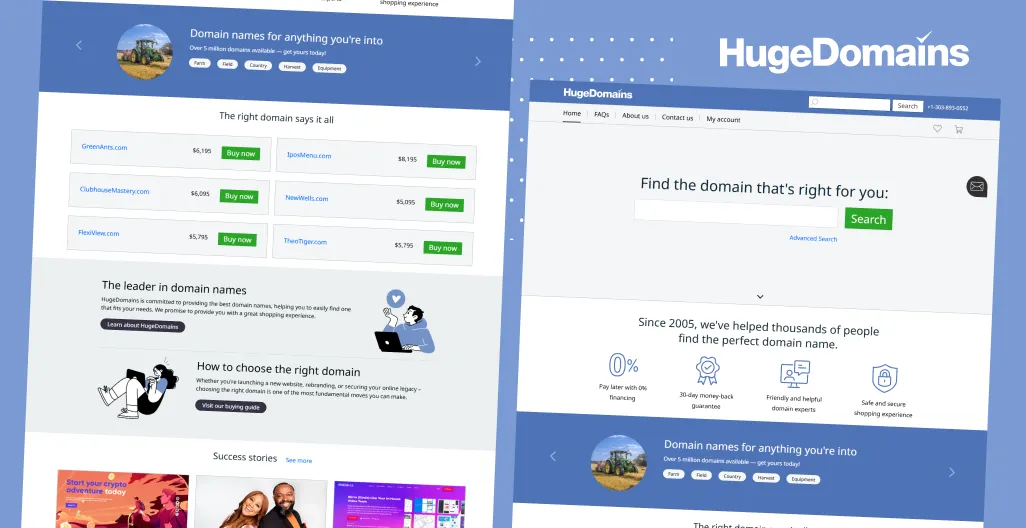 shopping experience
Domain names for anything you're into
Over 5 million domains available — get yours today!
Farm
Field
Country
Harvest
Equipment
The right domain says it all
GreenAnts.com
$6,195
Buy now
IposMenu.com
$8,195
Buy now
ClubhouseMastery.com
$6,095
Buy now
NewWells.com
$5,095
Buy now
FlexiView.com
$5,795
Buy now
TheoTiger.com
$5,795
Buy now
The leader in domain names
HugeDomains is committed to providing the best domain names, helping you to easily find one
that fits your needs. We promise to provide you with a great shopping experience.
Learn about HugeDomains
How to choose the right domain
Whether you're launching a new website, rebranding, or securing your online legacy –
choosing the right domain is one of the most fundamental moves you can make.
Visit our buying guide
Success stories
See more
Start your crypto
adventure today
HugeDomains
HugeDomains
Search
+1-303-893-0552
Home
FAQs
About us
Contact us
My account
Find the domain that's right for you:
Search
Advanced Search
Since 2005, we've helped thousands of people
find the perfect domain name.
0%
Pay later with 0%
financing
30-day money-back
guarantee
Friendly and helpful
domain experts
Safe and secure
shopping experience
Domain names for anything you're into
Over 5 million domains available — get yours today!
Farm
Field
Country
Harvest
Equipment